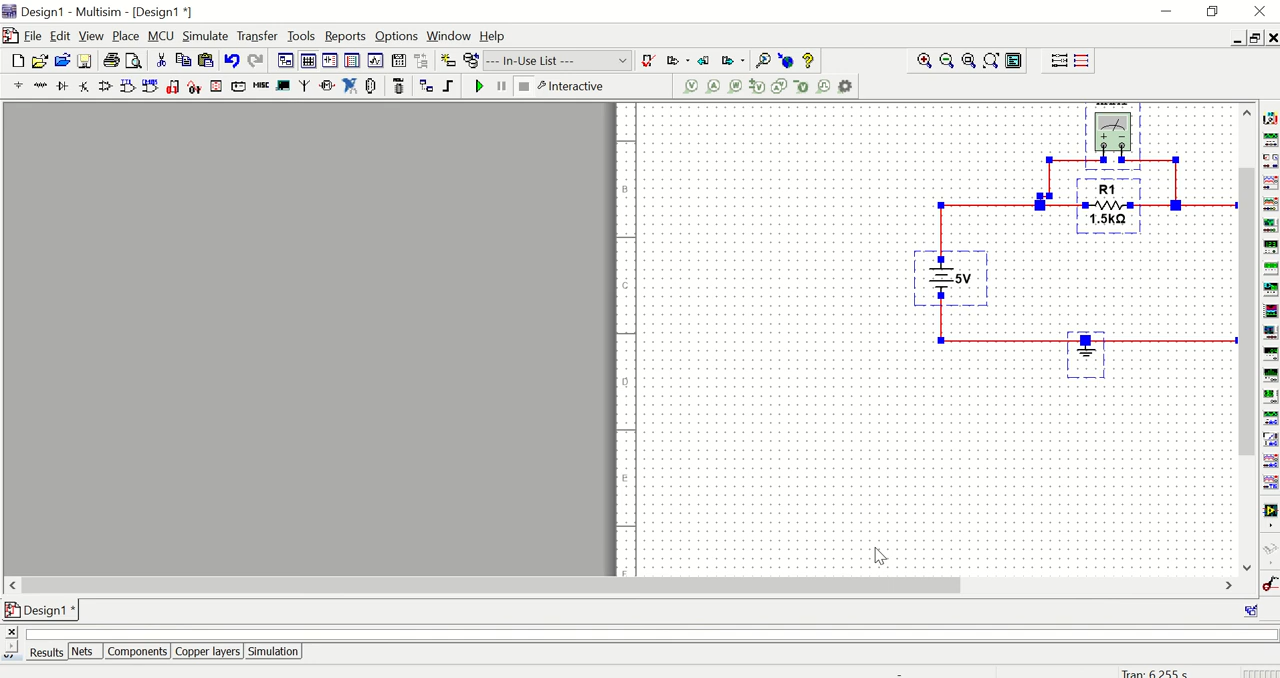 Design1 - Multisim - [Design1 *]
File Edit View Place MCU Simulate Transfer Tools Reports Options Window Help
--- In-Use List ---
MISC
Interactive
B
R1
1.5kΩ
C
5V
D
E
Design1 *
Results Nets Components Copper layers Simulation
-
Tran: 6.255 s